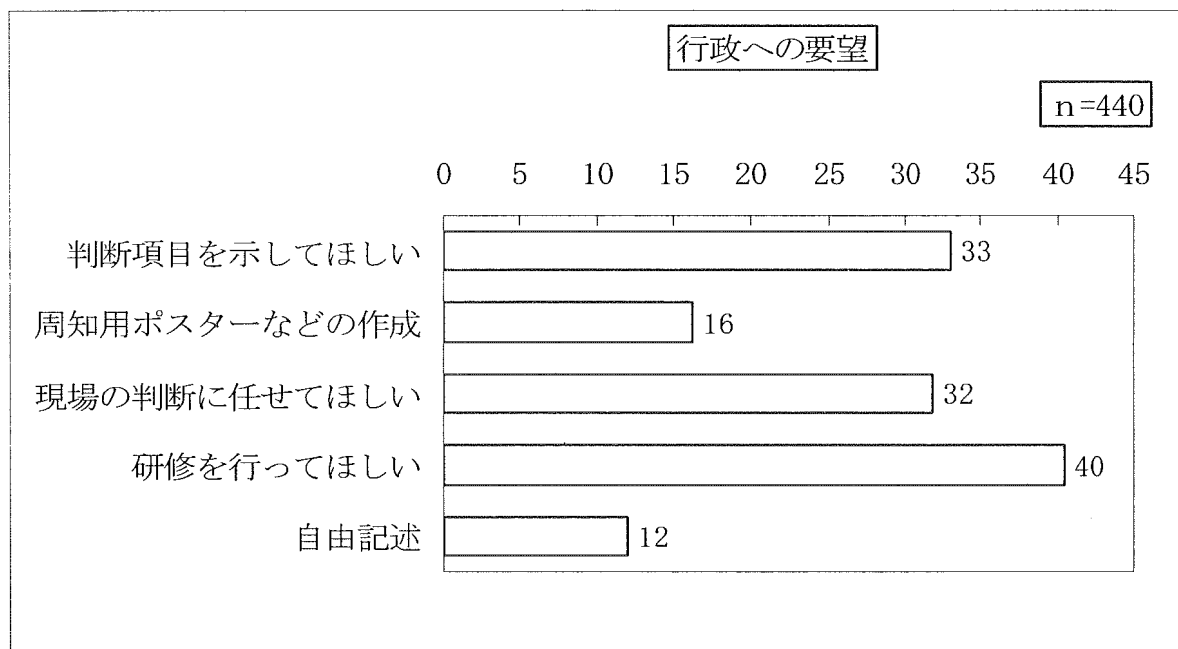 行政への要望
n=440
0 5 10 15 20 25 30 35 40 45
判断項目を示してほしい 33
周知用ポスターなどの作成 16
現場の判断に任せてほしい 32
研修を行ってほしい 40
自由記述 12